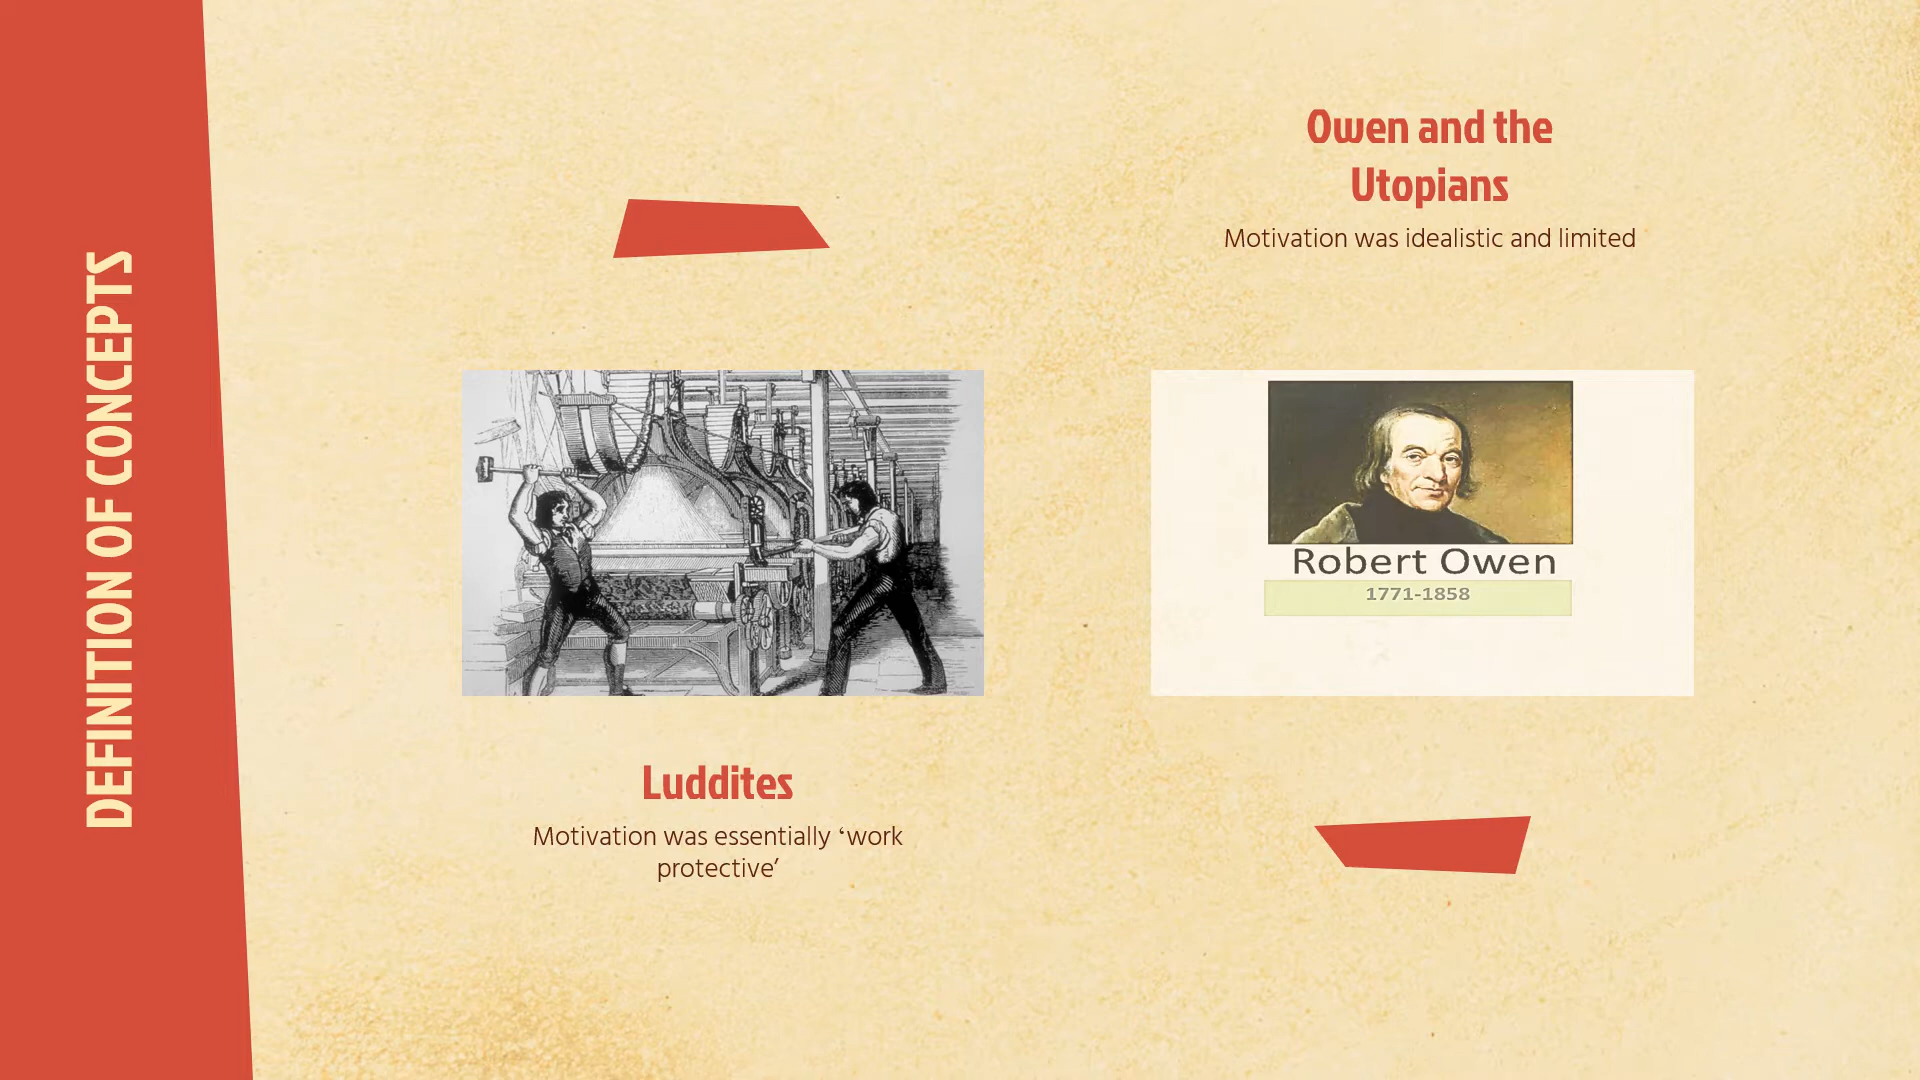 DEFINITION OF CONCEPTS
Owen and the
Utopians
Motivation was idealistic and limited
Robert Owen
1771-1858
Luddites
Motivation was essentially ‘work
protective’